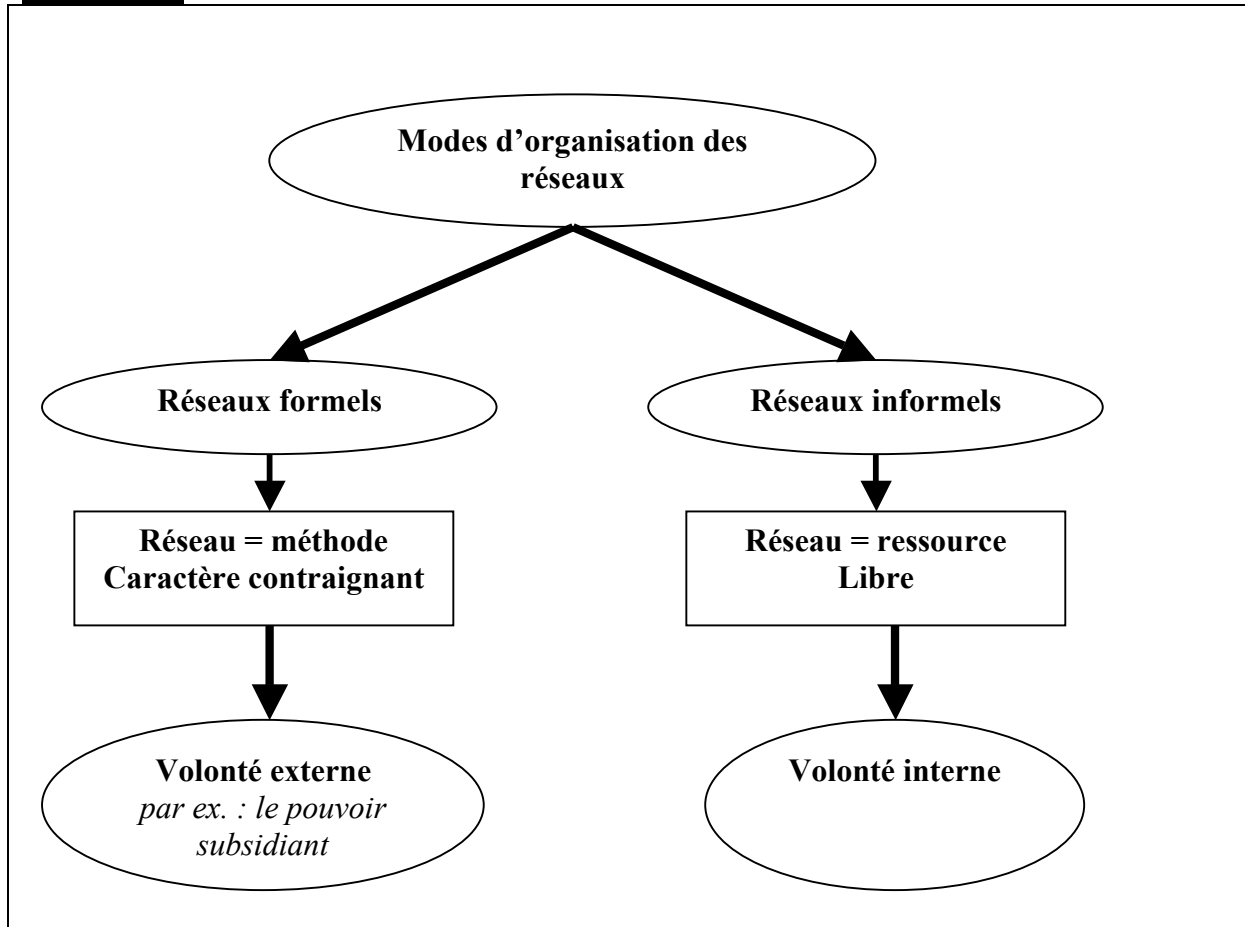 Modes d’organisation des
réseaux
Réseaux formels
Réseaux informels
Réseau = méthode
Caractère contraignant
Réseau = ressource
Libre
Volonté externe
par ex. : le pouvoir
subsidiant
Volonté interne